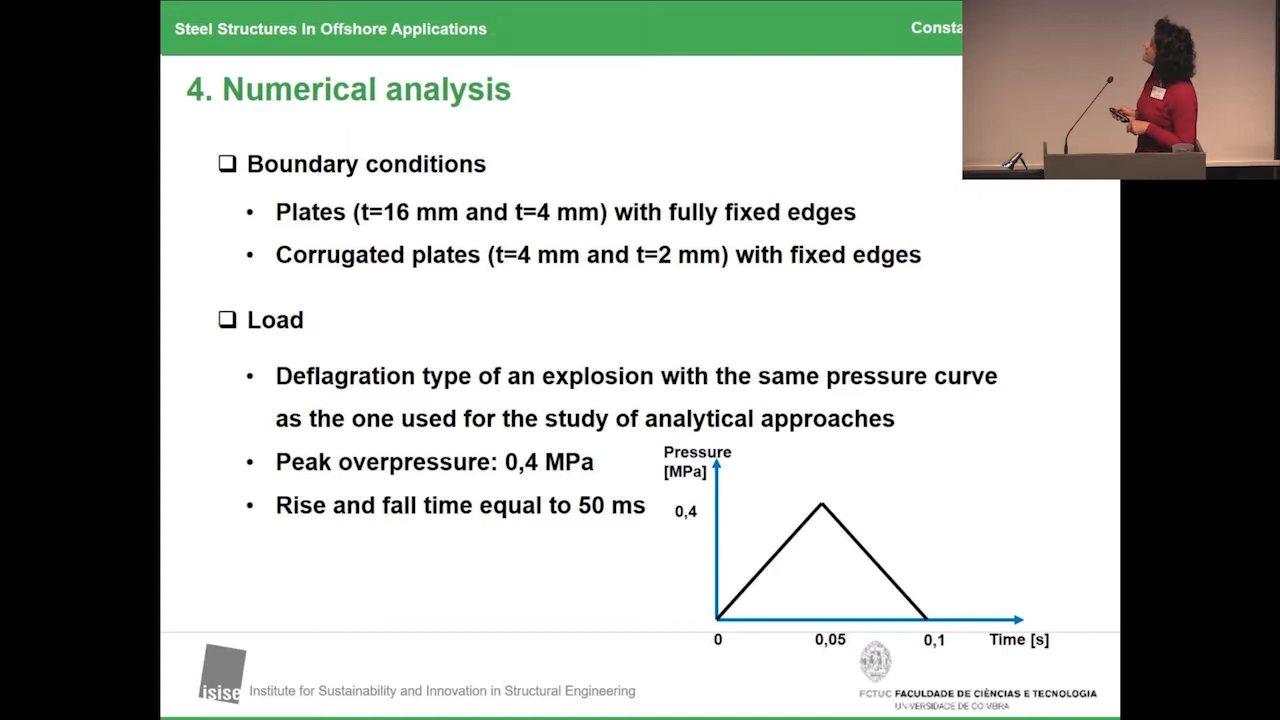 Steel Structures In Offshore Applications
Consta
4. Numerical analysis
Boundary conditions
• Plates (t=16 mm and t=4 mm) with fully fixed edges
• Corrugated plates (t=4 mm and t=2 mm) with fixed edges
Load
• Deflagration type of an explosion with the same pressure curve
as the one used for the study of analytical approaches
• Peak overpressure: 0,4 MPa
• Rise and fall time equal to 50 ms
Pressure
[MPa]
0,4
0
0,05
0,1
Time [s]
isise
Institute for Sustainability and Innovation in Structural Engineering
FCTUC FACULDADE DE CIÊNCIAS E TECNOLOGIA
UNIVERSIDADE DE COIMBRA